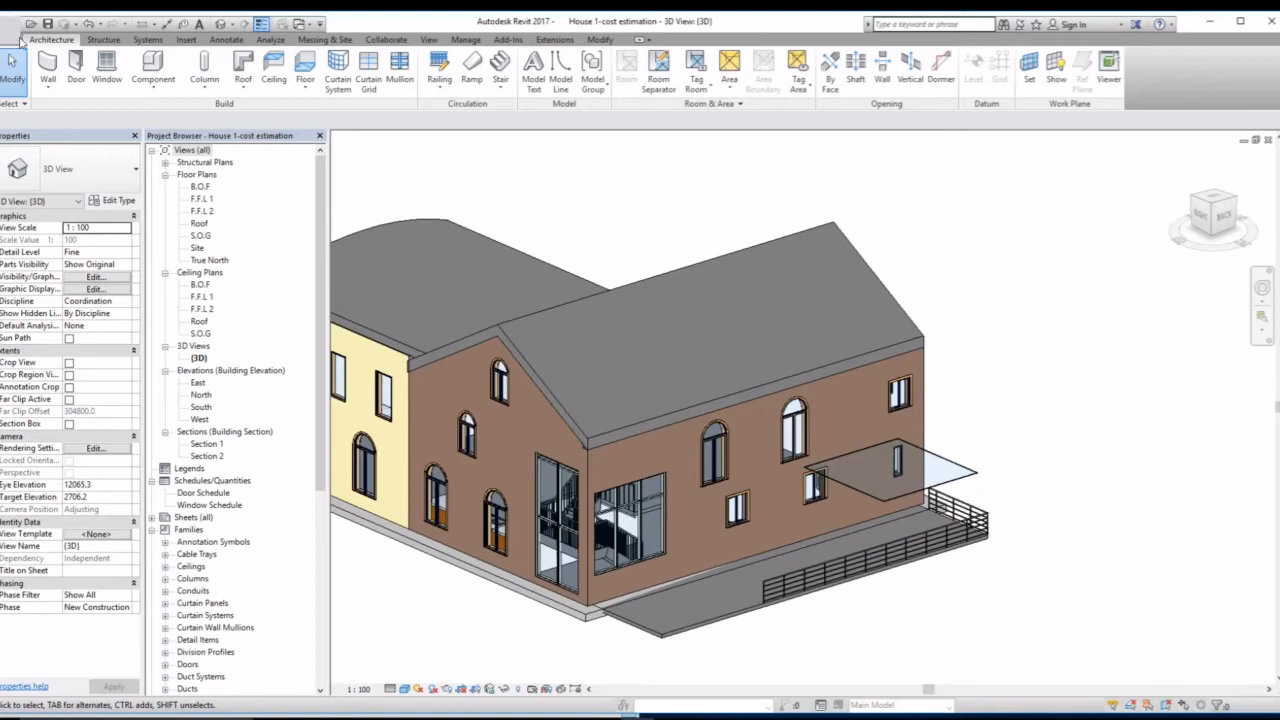 Autodesk Revit 2017 - House 1-cost estimation - 3D View: {3D}
Type a keyword or phrase
Sign In
Architecture Structure Systems Insert Annotate Analyze Massing & Site Collaborate View Manage Add-Ins Extensions Modify
Modify
Wall
Door
Window
Component
Column
Roof
Ceiling
Floor
Curtain System
Curtain Grid
Mullion
Railing
Ramp
Stair
Model Text
Model Line
Model Group
Room
Room Separator
Tag Room
Area
Area Boundary
Tag Area
By Face
Shaft
Wall
Vertical
Dormer
Level
Grid
Set
Show
Ref Plane
Viewer
Select
Build
Circulation
Model
Room & Area
Opening
Datum
Work Plane
roperties
3D View
3D View: {3D}
Edit Type
raphics
View Scale 1 : 100
Scale Value 1: 100
Detail Level Fine
Parts Visibility Show Original
Visibility/Graph... Edit...
Graphic Display... Edit...
Discipline Coordination
Show Hidden Li... By Discipline
Default Analysi... None
Sun Path
xtents
Crop View
Crop Region Vi...
Annotation Crop
Far Clip Active
Far Clip Offset 304800.0
Section Box
amera
Rendering Setti... Edit...
Locked Orienta...
Perspective
Eye Elevation 12065.3
Target Elevation 2706.2
Camera Position Adjusting
dentity Data
View Template <None>
View Name {3D}
Dependency Independent
Title on Sheet
hasing
Phase Filter Show All
Phase New Construction
roperties help
Apply
Project Browser - House 1-cost estimation
Views (all)
Structural Plans
Floor Plans
B.O.F
F.F.L 1
F.F.L 2
Roof
S.O.G
Site
True North
Ceiling Plans
B.O.F
F.F.L 1
F.F.L 2
Roof
S.O.G
3D Views
{3D}
Elevations (Building Elevation)
East
North
South
West
Sections (Building Section)
Section 1
Section 2
Legends
Schedules/Quantities
Door Schedule
Window Schedule
Sheets (all)
Families
Annotation Symbols
Cable Trays
Ceilings
Columns
Conduits
Curtain Panels
Curtain Systems
Curtain Wall Mullions
Detail Items
Division Profiles
Doors
Duct Systems
Ducts
RIGHT
BACK
1 : 100
Click to select, TAB for alternates, CTRL adds, SHIFT unselects.
:0
Main Model
:0